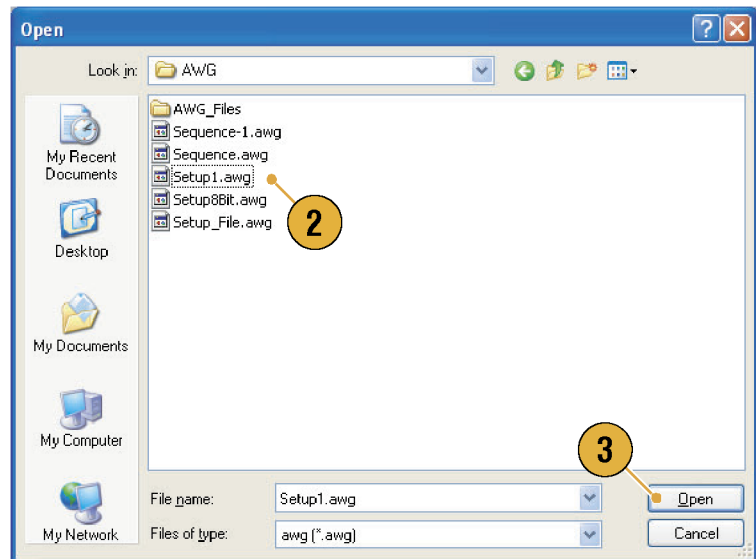 Open
Look in: AWG
AWG_Files
Sequence-1.awg
Sequence.awg
Setup1.awg
Setup8Bit.awg
Setup_File.awg
2
My Recent
Documents
Desktop
My Documents
My Computer
My Network
3
File name: Setup1.awg Open
Files of type: awg (*.awg) Cancel